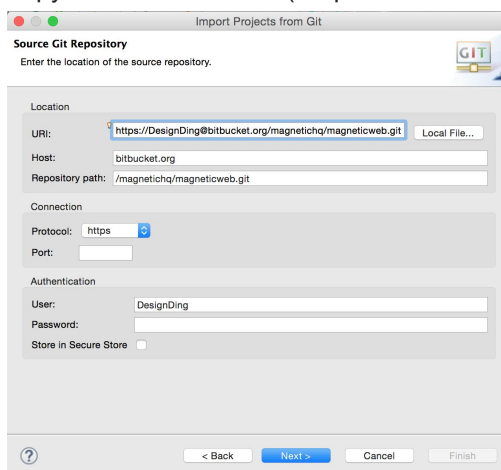 Import Projects from Git
Source Git Repository
Enter the location of the source repository.
GIT
Location
URI: https://DesignDing@bitbucket.org/magnetichq/magneticweb.git Local File...
Host: bitbucket.org
Repository path: /magnetichq/magneticweb.git
Connection
Protocol: https
Port:
Authentication
User: DesignDing
Password:
Store in Secure Store
? < Back Next > Cancel Finish